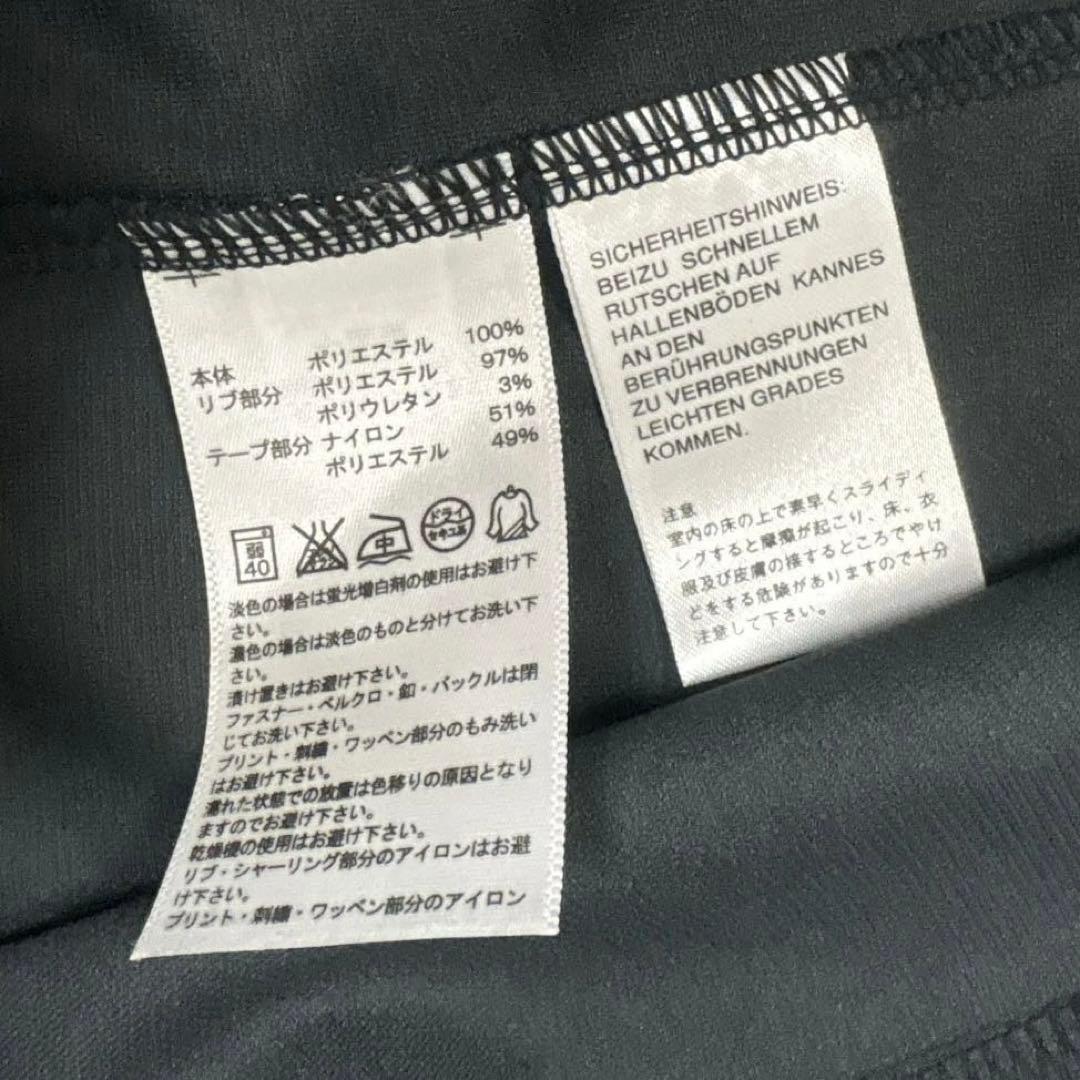 本体 ポリエステル 100%
リブ部分 ポリエステル 97%
ポリウレタン 3%
テープ部分 ナイロン 51%
ポリエステル 49%
弱 40
エンソサラシ
中
ドライ
セキユ系
淡色の場合は蛍光増白剤の使用はお避け下
さい。
濃色の場合は淡色のものと分けてお洗い下
さい。
漬け置きはお避け下さい。
ファスナー・ベルクロ・釦・バックルは閉
じてお洗い下さい。
プリント・刺繍・ワッペン部分のもみ洗い
はお避け下さい。
濡れた状態での放置は色移りの原因となり
ますのでお避け下さい。
乾燥機の使用はお避け下さい。
リブ・シャーリング部分のアイロンはお避
け下さい。
プリント・刺繍・ワッペン部分のアイロン
SICHERHEITSHINWEIS:
BEIZU SCHNELLEM
RUTSCHEN AUF
HALLENBÖDEN KANNES
AN DEN
BERÜHRUNGSPUNKTEN
ZU VERBRENNUNGEN
LEICHTEN GRADES
KOMMEN.
注意
室内の床の上で素早くスライディ
ングすると摩擦が起こり、床、衣
服及び皮膚の接するところでやけ
どをする危険がありますので十分
注意して下さい。